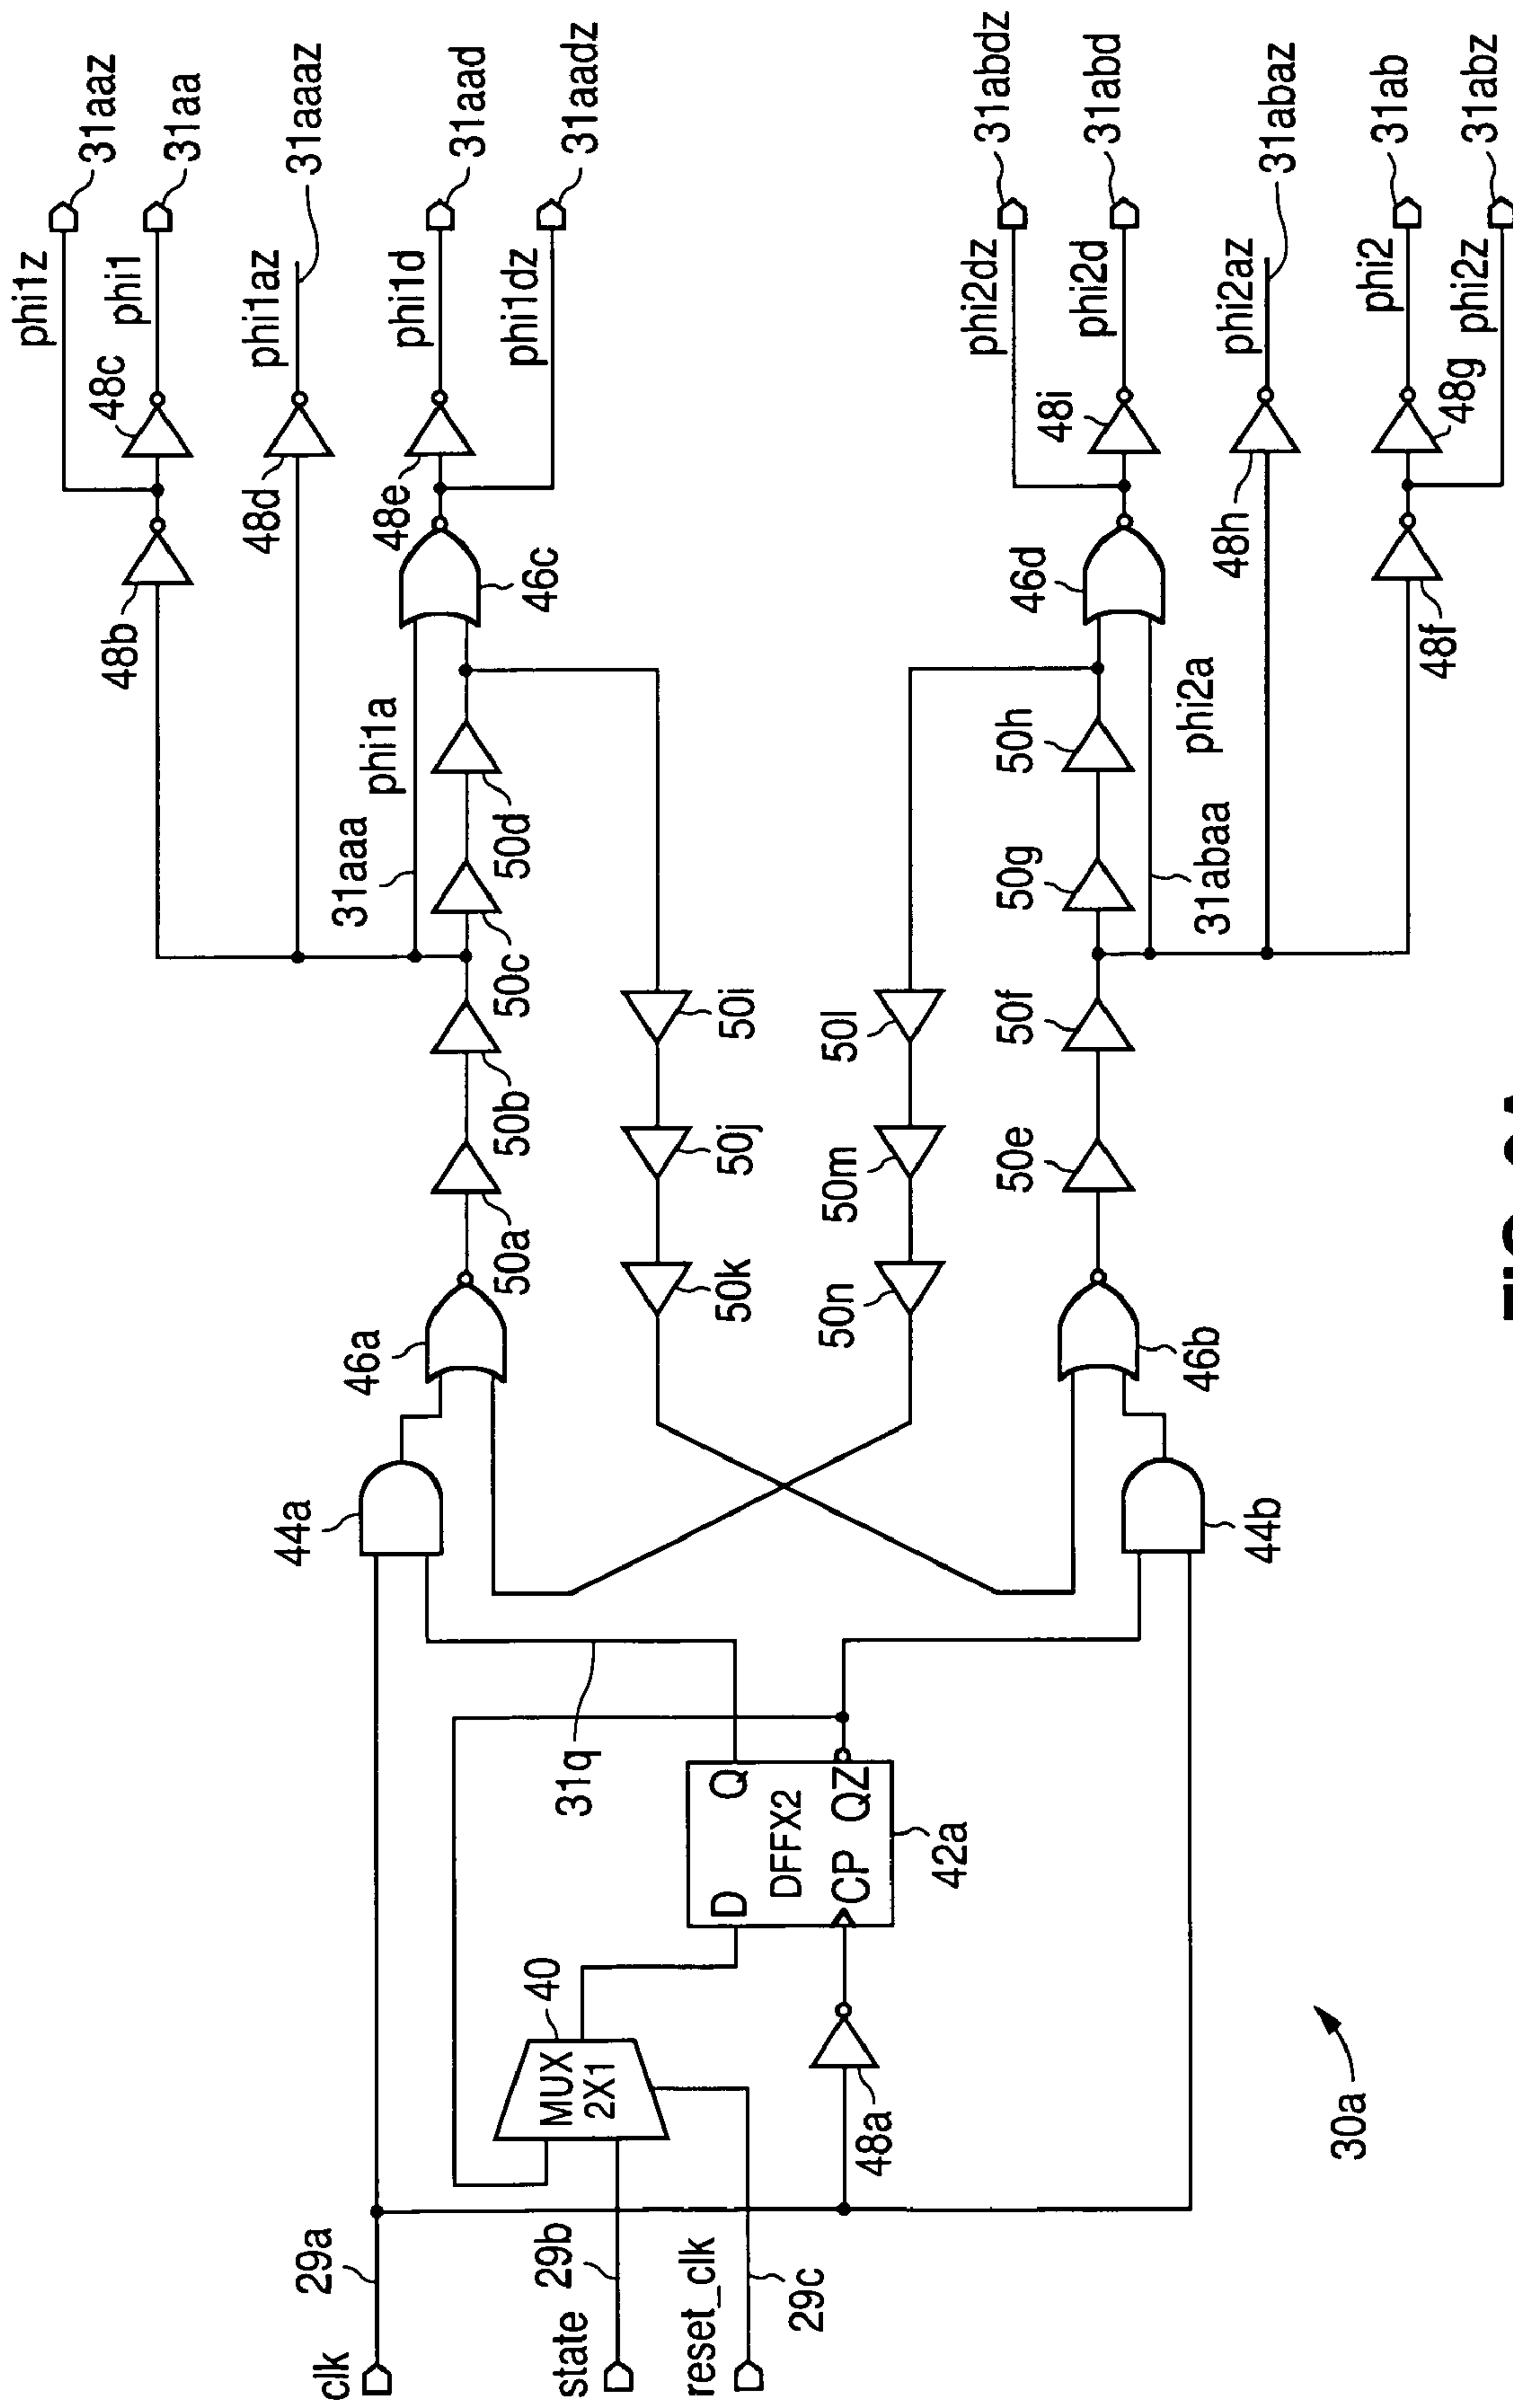 clk
29a
state
29b
reset_clk
29c
MUX
2X1
40
48a
D
Q
DFFX2
CP
QZ
42a
31q
44a
44b
46a
46b
50a
50b
50c
50d
31aaa
phi1a
50k
50j
50i
50n
50m
50l
50e
50f
50g
50h
31abaa
phi2a
46c
46d
48b
48c
phi1z
31aaz
phi1
31aa
48d
phi1az
31aaaz
48e
phi1d
31aad
phi1dz
31aadz
phi2dz
31abdz
48i
phi2d
31abd
48h
phi2az
31abaz
48f
48g
phi2
31ab
phi2z
31abz
30a